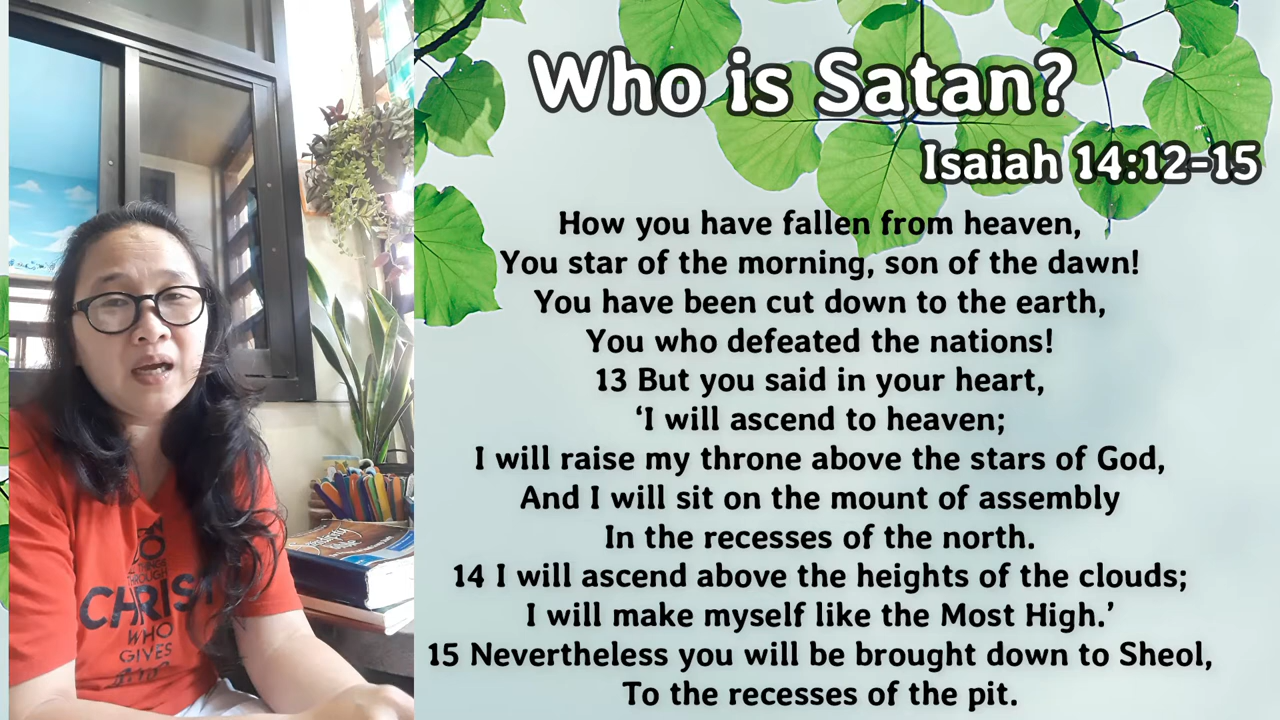 Who is Satan?
Isaiah 14:12-15
How you have fallen from heaven,
You star of the morning, son of the dawn!
You have been cut down to the earth,
You who defeated the nations!
13 But you said in your heart,
‘I will ascend to heaven;
I will raise my throne above the stars of God,
And I will sit on the mount of assembly
In the recesses of the north.
14 I will ascend above the heights of the clouds;
I will make myself like the Most High.’
15 Nevertheless you will be brought down to Sheol,
To the recesses of the pit.
DO
THROUGH
CHRIST
WHO
GIVES